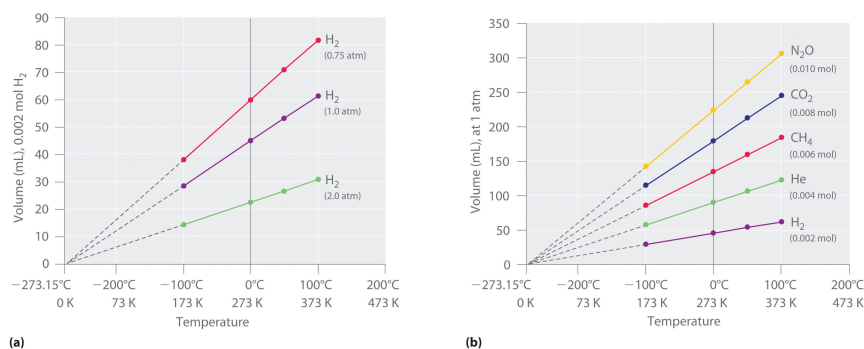 90
80
70
60
50
40
30
20
10
0
Volume (mL), 0.002 mol H₂
H₂
(0.75 atm)
H₂
(1.0 atm)
H₂
(2.0 atm)
−273.15°C −200°C −100°C 0°C 100°C 200°C
0 K 73 K 173 K 273 K 373 K 473 K
Temperature
(a)
350
300
250
200
150
100
50
0
Volume (mL), at 1 atm
N₂O
(0.010 mol)
CO₂
(0.008 mol)
CH₄
(0.006 mol)
He
(0.004 mol)
H₂
(0.002 mol)
−273.15°C −200°C −100°C 0°C 100°C 200°C
0 K 73 K 173 K 273 K 373 K 473 K
Temperature
(b)